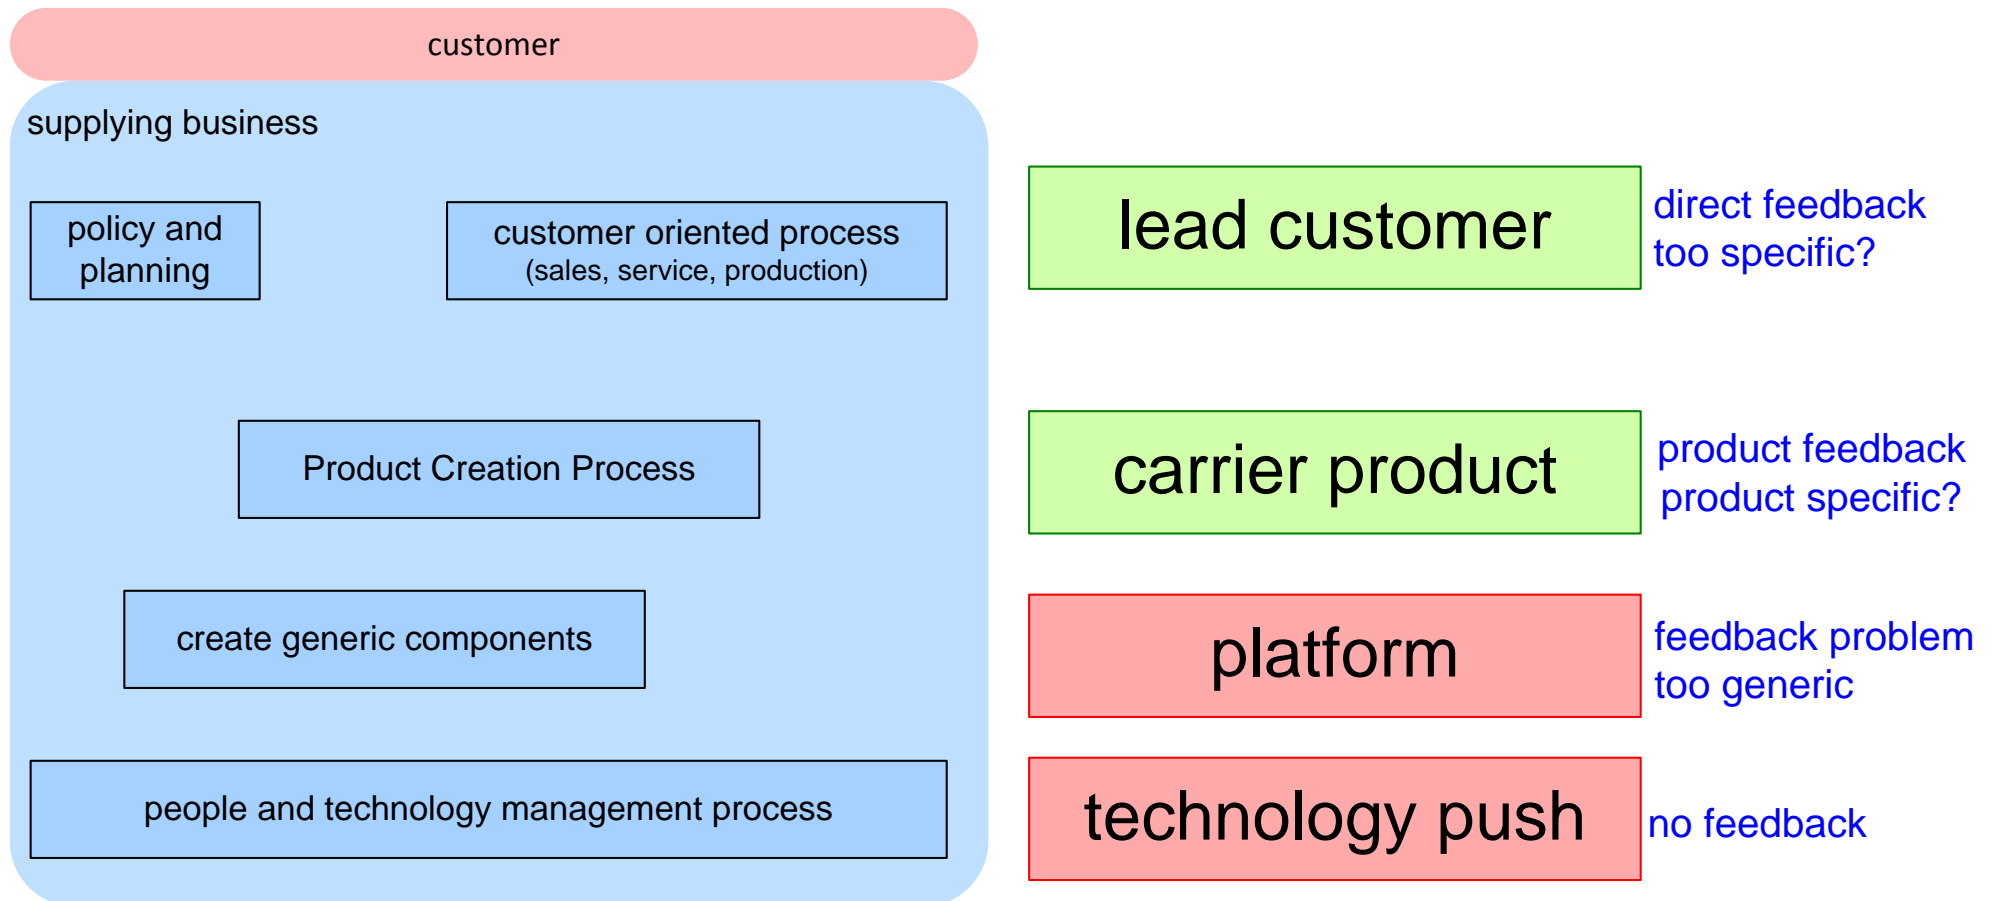 customer
supplying business
policy and
planning
customer oriented process
(sales, service, production)
lead customer
direct feedback
too specific?
Product Creation Process
carrier product
product feedback
product specific?
create generic components
platform
feedback problem
too generic
people and technology management process
technology push
no feedback